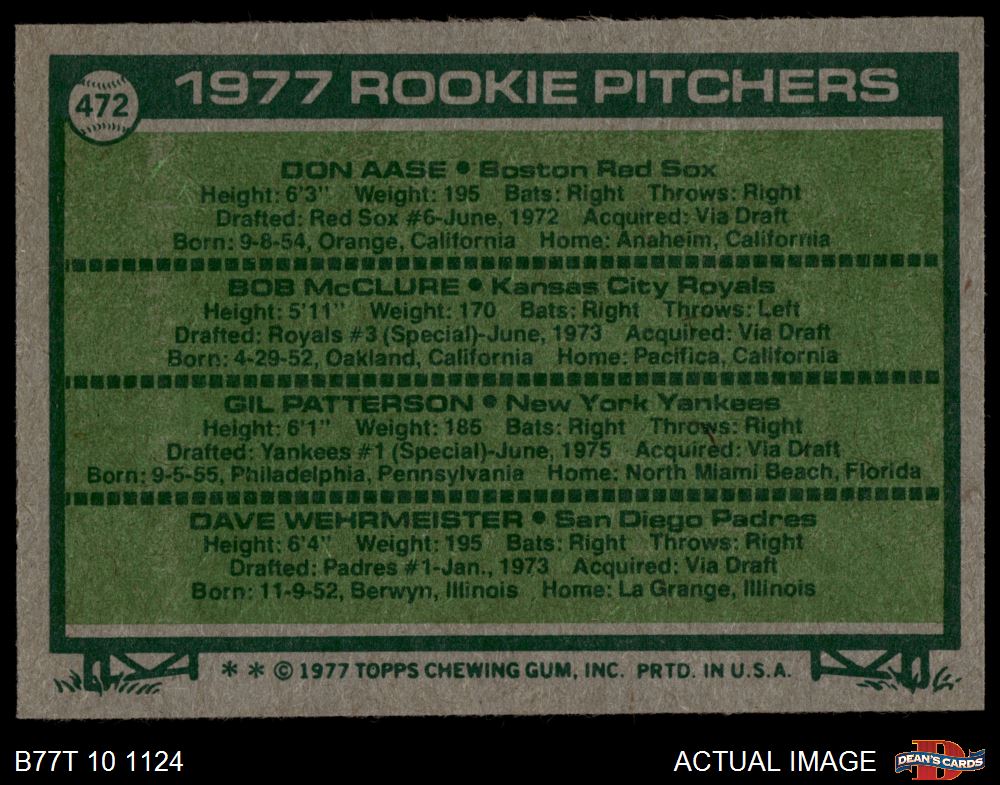 472
1977 ROOKIE PITCHERS
DON AASE • Boston Red Sox
Height: 6'3" Weight: 195 Bats: Right Throws: Right
Drafted: Red Sox #6-June, 1972 Acquired: Via Draft
Born: 9-8-54, Orange, California Home: Anaheim, California
BOB McCLURE • Kansas City Royals
Height: 5'11" Weight: 170 Bats: Right Throws: Left
Drafted: Royals #3 (Special)-June, 1973 Acquired: Via Draft
Born: 4-29-52, Oakland, California Home: Pacifica, California
GIL PATTERSON • New York Yankees
Height: 6'1" Weight: 185 Bats: Right Throws: Right
Drafted: Yankees #1 (Special)-June, 1975 Acquired: Via Draft
Born: 9-5-55, Philadelphia, Pennsylvania Home: North Miami Beach, Florida
DAVE WEHRMEISTER • San Diego Padres
Height: 6'4" Weight: 195 Bats: Right Throws: Right
Drafted: Padres #1-Jan., 1973 Acquired: Via Draft
Born: 11-9-52, Berwyn, Illinois Home: La Grange, Illinois
* * © 1977 TOPPS CHEWING GUM, INC. PRTD. IN U.S.A.
B77T 10 1124
ACTUAL IMAGE
D
DEAN'S CARDS